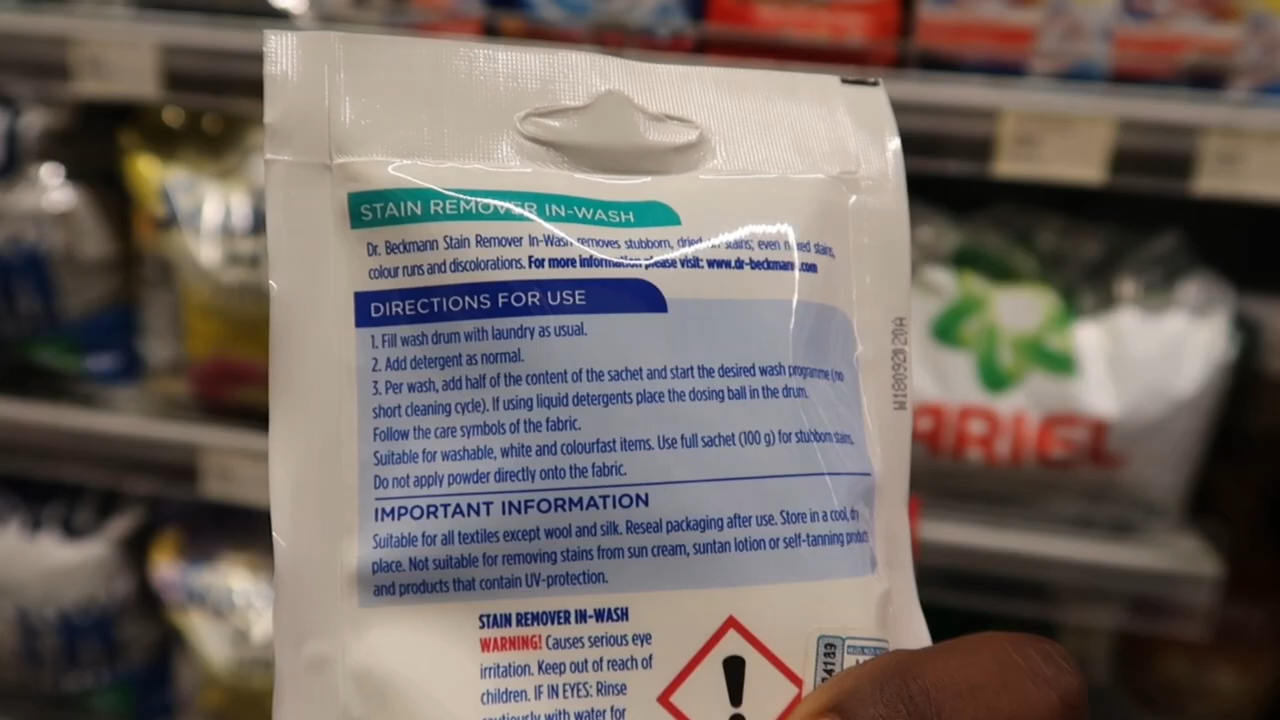 STAIN REMOVER IN-WASH
Dr. Beckmann Stain Remover In-Wash removes stubborn, dried-on stains; even mixed stains,
colour runs and discolorations. For more information please visit: www.dr-beckmann.com
DIRECTIONS FOR USE
1. Fill wash drum with laundry as usual.
2. Add detergent as normal.
3. Per wash, add half of the content of the sachet and start the desired wash programme (no
short cleaning cycle). If using liquid detergents place the dosing ball in the drum.
Follow the care symbols of the fabric.
Suitable for washable, white and colourfast items. Use full sachet (100 g) for stubborn stains.
Do not apply powder directly onto the fabric.
IMPORTANT INFORMATION
Suitable for all textiles except wool and silk. Reseal packaging after use. Store in a cool, dry
place. Not suitable for removing stains from sun cream, suntan lotion or self-tanning products
and products that contain UV-protection.
STAIN REMOVER IN-WASH
WARNING! Causes serious eye
irritation. Keep out of reach of
children. IF IN EYES: Rinse
cautiously with water for
W18092020A
34189
ARIEL